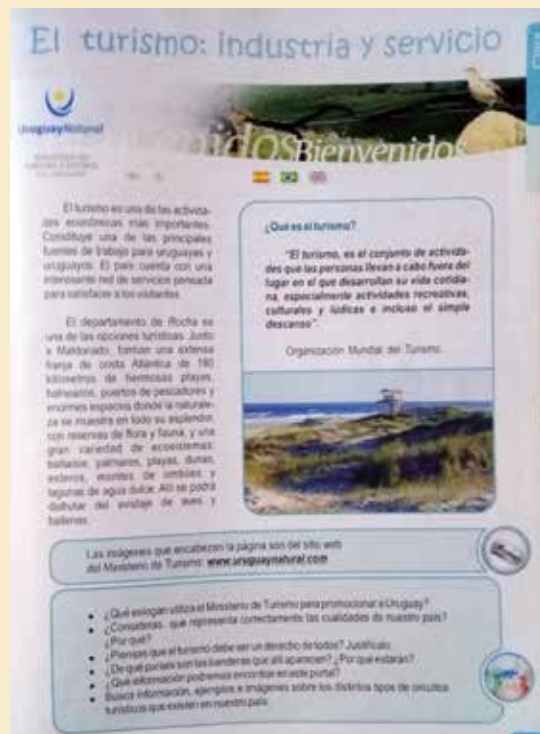 El turismo: industria y servicio
Uruguay Natural
Bienvenidos
El turismo es una de las activida-
des económicas más importantes.
Constituye una de las principales
fuentes de trabajo para uruguayas y
uruguayos. El país cuenta con una
interesante red de servicios pensada
para satisfacer a los visitantes.
El departamento de Rocha es
una de las opciones turísticas. Junto
a Maldonado, forman una extensa
franja de costa Atlántica de 180
kilómetros de hermosas playas,
balnearios, puertos de pescadores y
enormes espacios donde la naturale-
za se muestra en todo su esplendor,
con reservas de flora y fauna, y una
gran variedad de ecosistemas:
bañados, palmares, playas, dunas,
esteros, montes de ombúes y
lagunas de agua dulce. Allí se podrá
disfrutar del avistaje de aves y
ballenas.
¿Qué es el turismo?
"El turismo, es el conjunto de activida-
des que las personas llevan a cabo fuera del
lugar en el que desarrollan su vida cotidia-
na, especialmente actividades recreativas,
culturales y lúdicas e incluso el simple
descanso".
Organización Mundial del Turismo.
Las imágenes que encabezan la página son del sitio web
del Ministerio de Turismo: www.uruguaynatural.com
¿Qué eslogan utiliza el Ministerio de Turismo para promocionar a Uruguay?
¿Consideras que representa correctamente las cualidades de nuestro país?
¿Por qué?
¿Piensas que el turismo debe ser un derecho de todos? Justifícalo.
¿De qué países son las banderas que allí aparecen? ¿Por qué estarán?
¿Qué información podremos encontrar en este portal?
Busca información, ejemplos e imágenes sobre los distintos tipos de circuitos
turísticos que existen en nuestro país.